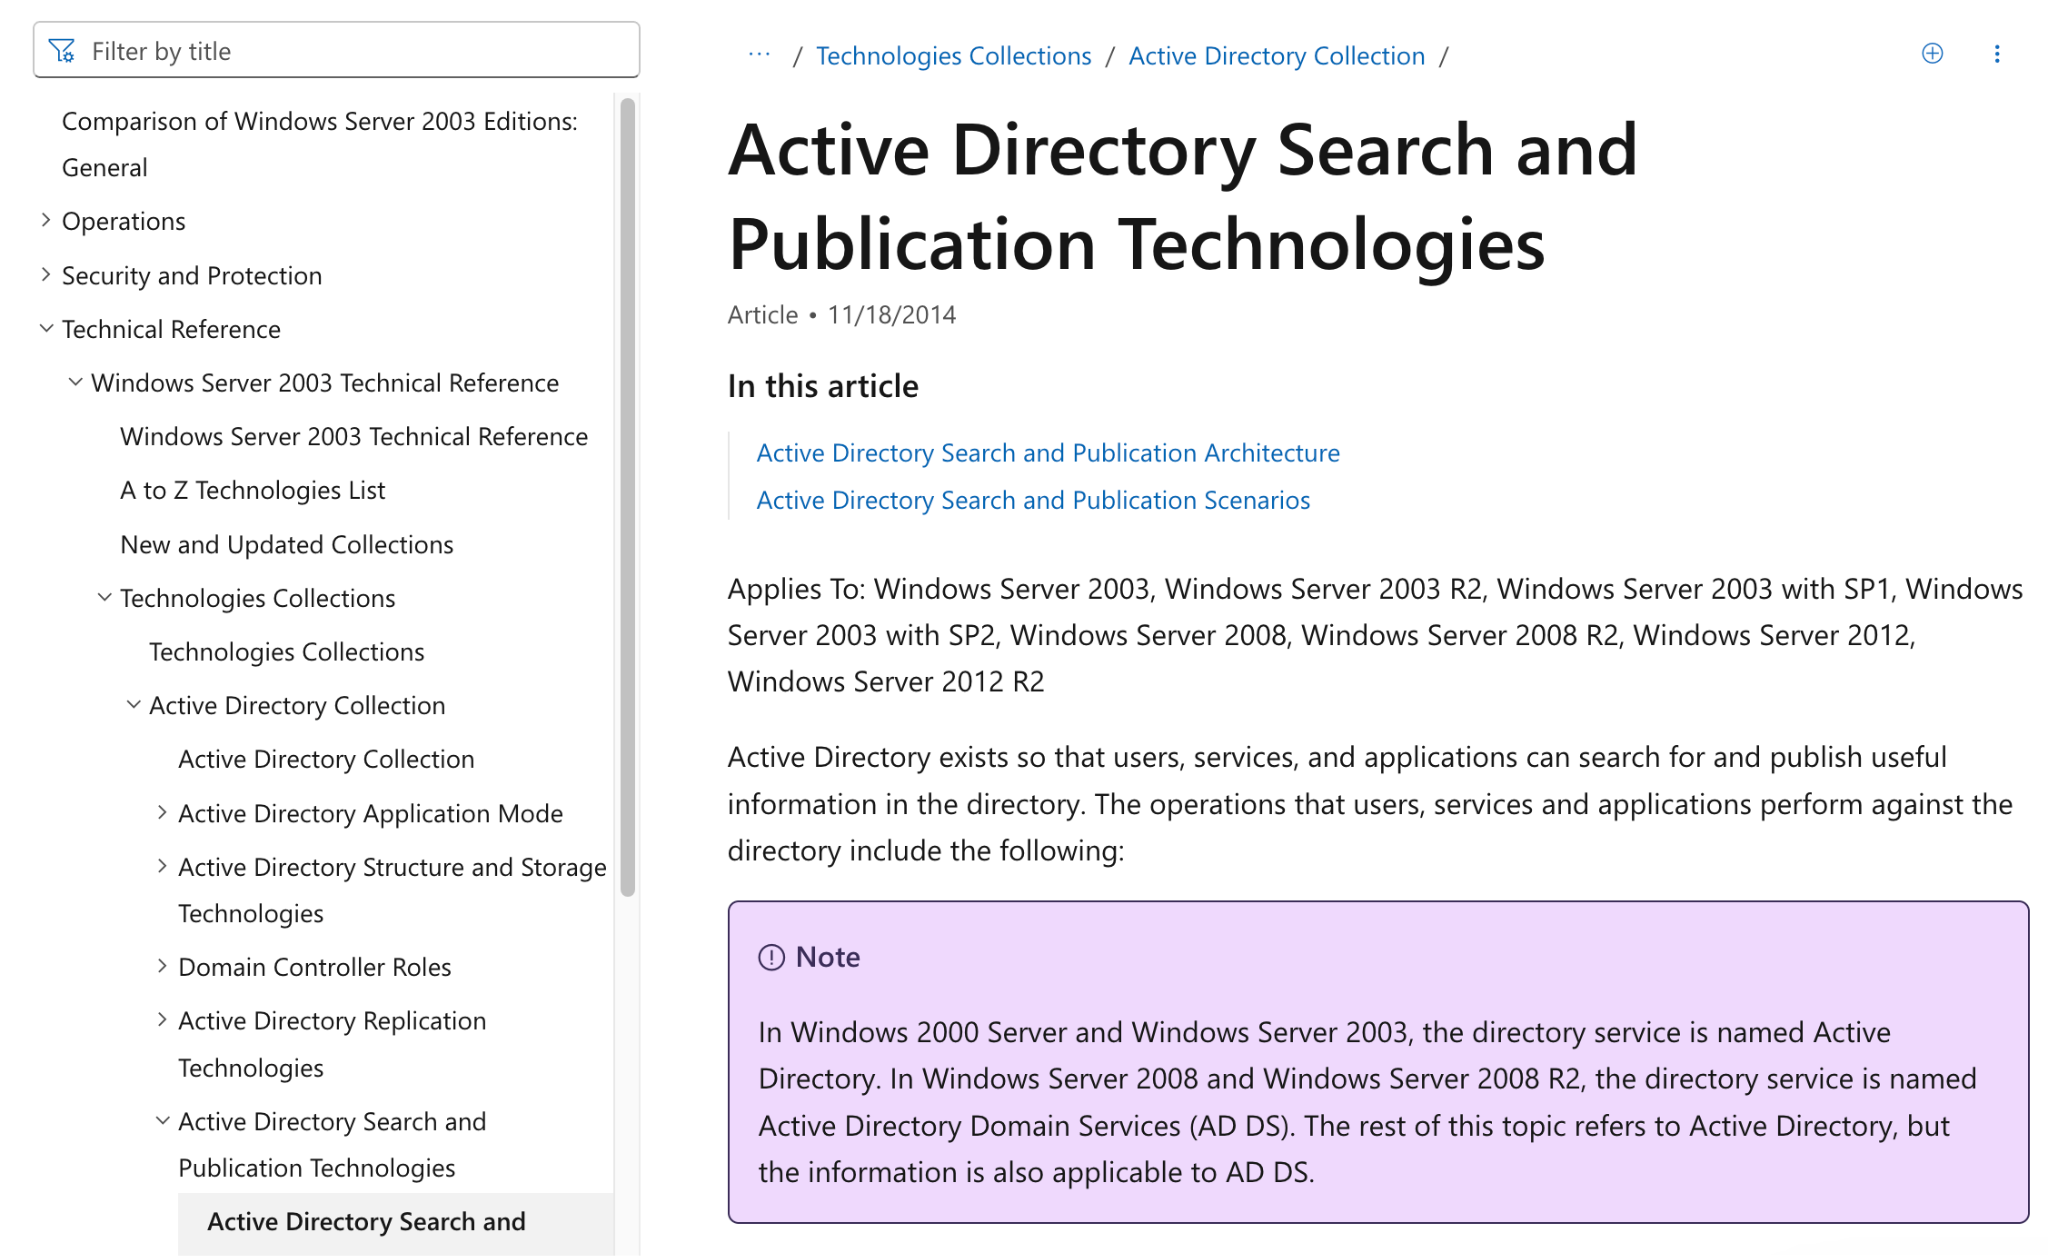 Filter by title
Comparison of Windows Server 2003 Editions:
General
Operations
Security and Protection
Technical Reference
Windows Server 2003 Technical Reference
Windows Server 2003 Technical Reference
A to Z Technologies List
New and Updated Collections
Technologies Collections
Technologies Collections
Active Directory Collection
Active Directory Collection
Active Directory Application Mode
Active Directory Structure and Storage
Technologies
Domain Controller Roles
Active Directory Replication
Technologies
Active Directory Search and
Publication Technologies
Active Directory Search and
··· / Technologies Collections / Active Directory Collection /
Active Directory Search and
Publication Technologies
Article • 11/18/2014
In this article
Active Directory Search and Publication Architecture
Active Directory Search and Publication Scenarios
Applies To: Windows Server 2003, Windows Server 2003 R2, Windows Server 2003 with SP1, Windows
Server 2003 with SP2, Windows Server 2008, Windows Server 2008 R2, Windows Server 2012,
Windows Server 2012 R2
Active Directory exists so that users, services, and applications can search for and publish useful
information in the directory. The operations that users, services and applications perform against the
directory include the following:
Note
In Windows 2000 Server and Windows Server 2003, the directory service is named Active
Directory. In Windows Server 2008 and Windows Server 2008 R2, the directory service is named
Active Directory Domain Services (AD DS). The rest of this topic refers to Active Directory, but
the information is also applicable to AD DS.